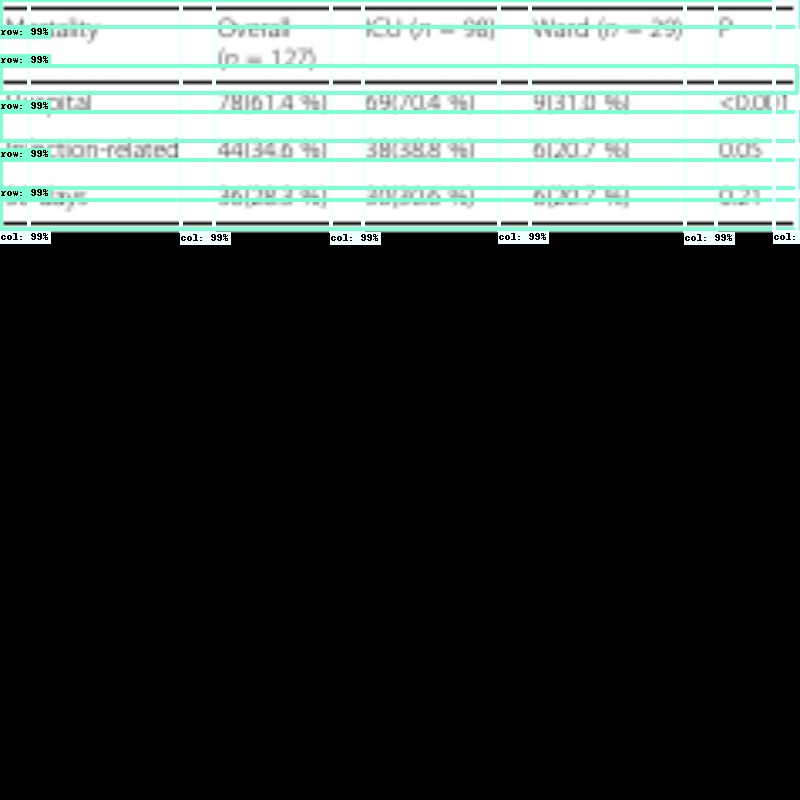 Mortality Overall ICU (n = 98) Ward (n = 29) P
(n = 127)
row: 99%
row: 99%
Hospital 78(61.4 %) 69(70.4 %) 9(31.0 %) <0.001
row: 99%
Infection-related 44(34.6 %) 38(38.8 %) 6(20.7 %) 0.05
row: 99%
30-days 36(28.3 %) 30(30.6 %) 6(20.7 %) 0.21
row: 99%
col: 99% col: 99% col: 99% col: 99% col: 99% col: